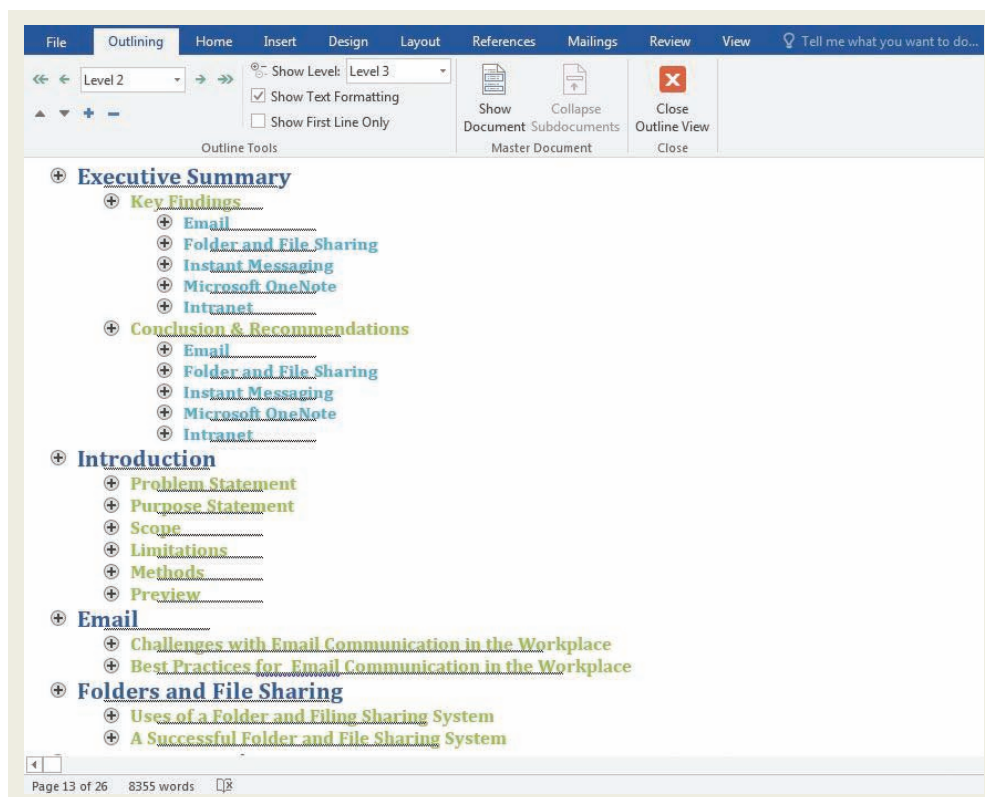 File Outlining Home Insert Design Layout References Mailings Review View Tell me what you want to do...
Level 2 Show Level: Level 3
Show Text Formatting
Show First Line Only
Show Document
Collapse Subdocuments
Close Outline View
Outline Tools Master Document Close
Executive Summary
Key Findings
Email
Folder and File Sharing
Instant Messaging
Microsoft OneNote
Intranet
Conclusion & Recommendations
Email
Folder and File Sharing
Instant Messaging
Microsoft OneNote
Intranet
Introduction
Problem Statement
Purpose Statement
Scope
Limitations
Methods
Preview
Email
Challenges with Email Communication in the Workplace
Best Practices for Email Communication in the Workplace
Folders and File Sharing
Uses of a Folder and Filing Sharing System
A Successful Folder and File Sharing System
Page 13 of 26 8355 words